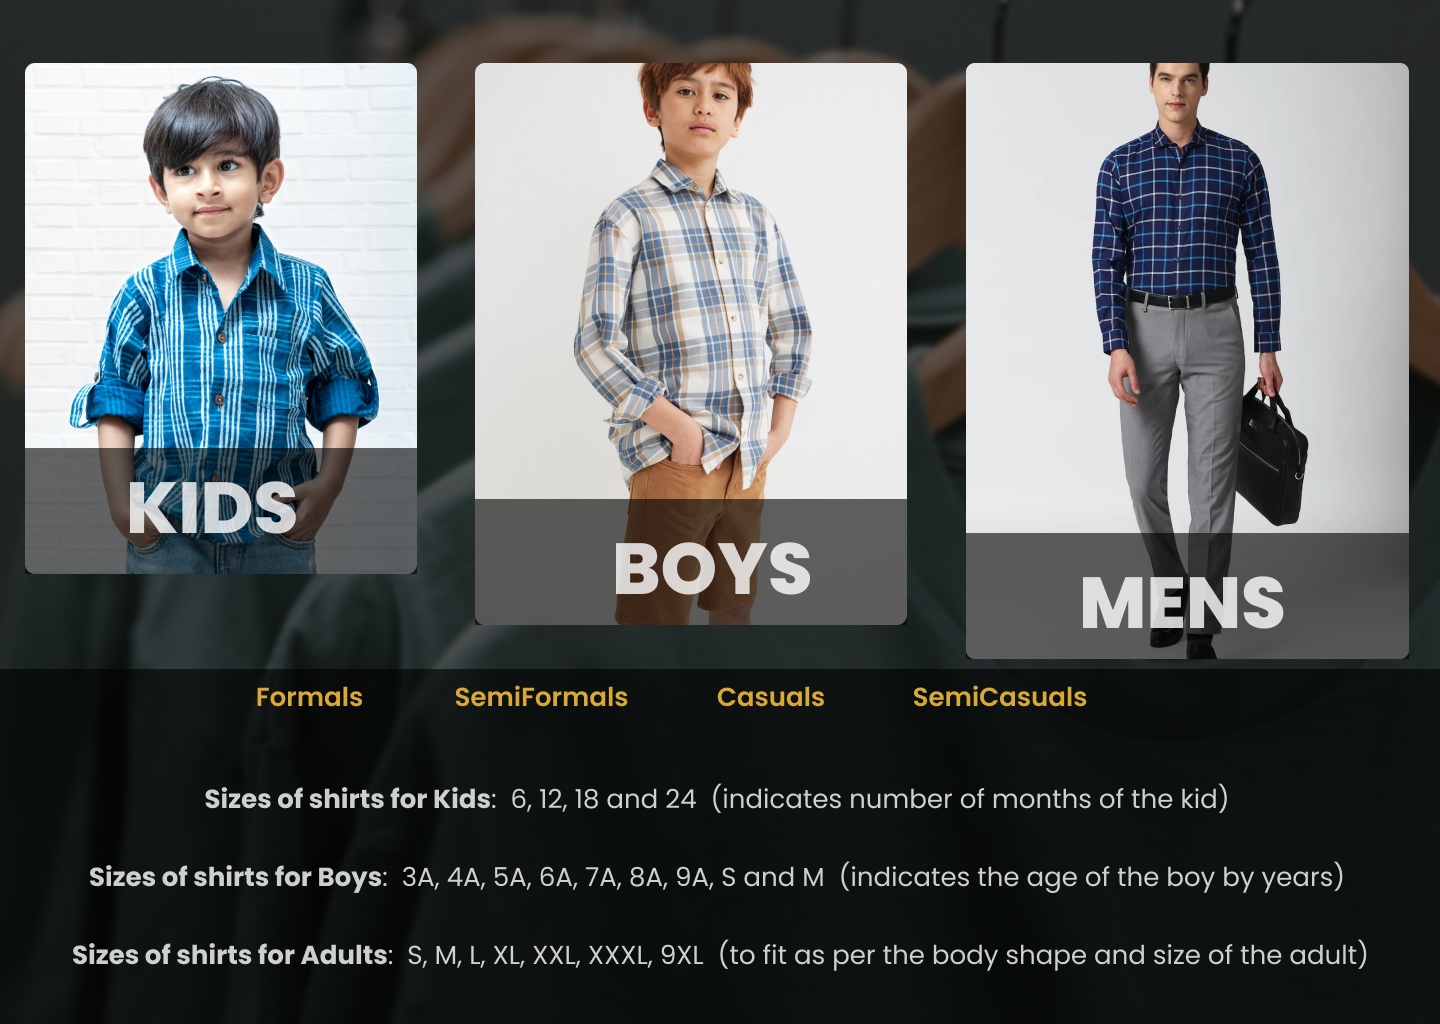 KIDS
BOYS
MENS
Formals SemiFormals Casuals SemiCasuals
Sizes of shirts for Kids: 6, 12, 18 and 24 (indicates number of months of the kid)
Sizes of shirts for Boys: 3A, 4A, 5A, 6A, 7A, 8A, 9A, S and M (indicates the age of the boy by years)
Sizes of shirts for Adults: S, M, L, XL, XXL, XXXL, 9XL (to fit as per the body shape and size of the adult)